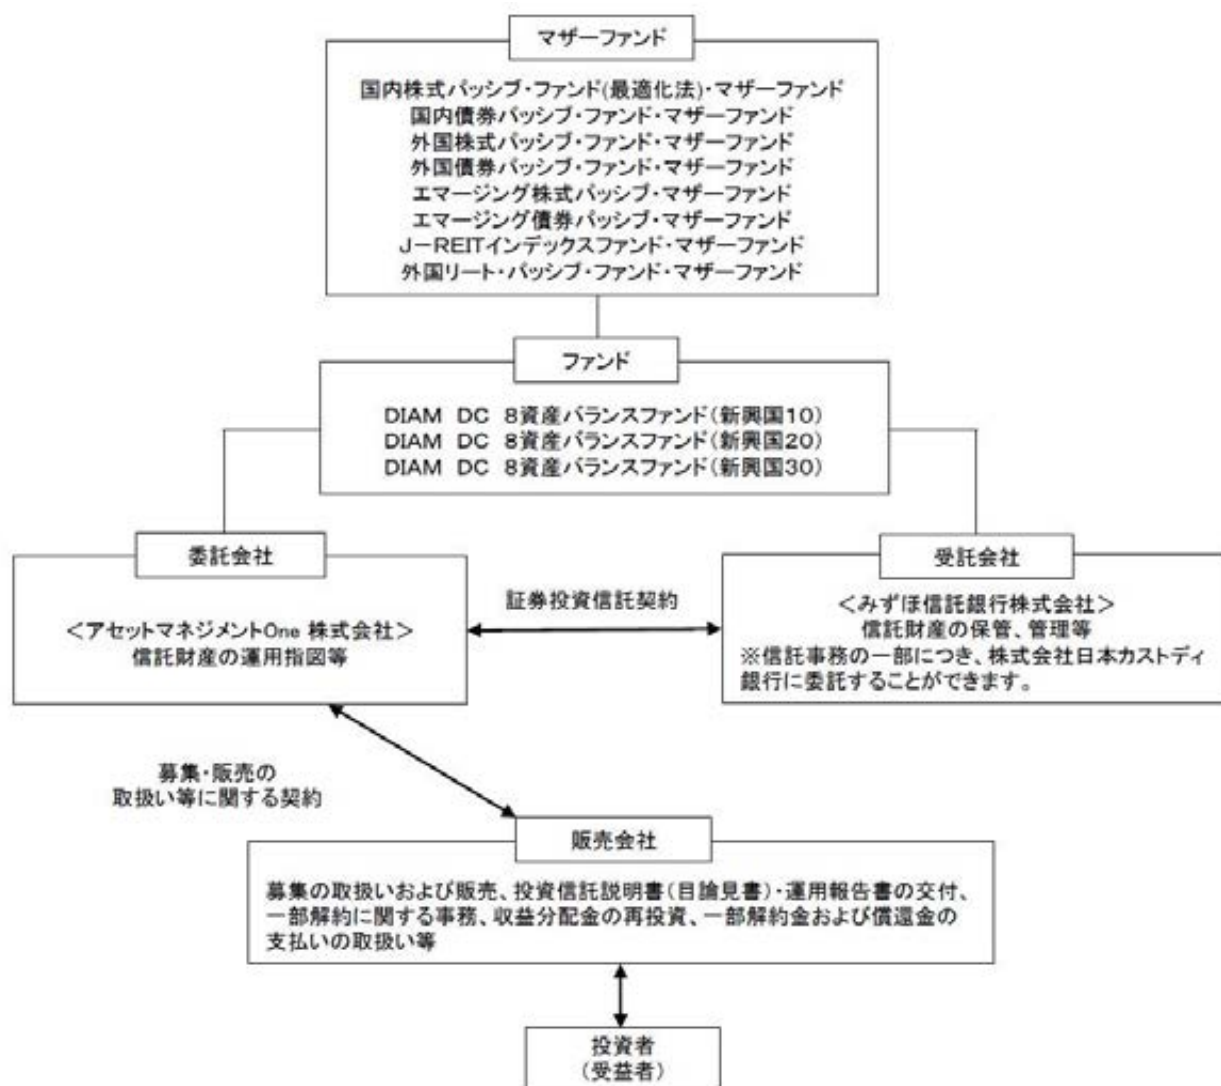 マザーファンド
国内株式パッシブ・ファンド(最適化法)・マザーファンド
国内債券パッシブ・ファンド・マザーファンド
外国株式パッシブ・ファンド・マザーファンド
外国債券パッシブ・ファンド・マザーファンド
エマージング株式パッシブ・マザーファンド
エマージング債券パッシブ・マザーファンド
J－REITインデックスファンド・マザーファンド
外国リート・パッシブ・ファンド・マザーファンド
ファンド
DIAM DC 8資産バランスファンド（新興国10）
DIAM DC 8資産バランスファンド（新興国20）
DIAM DC 8資産バランスファンド（新興国30）
委託会社
＜アセットマネジメントOne 株式会社＞
信託財産の運用指図等
証券投資信託契約
受託会社
＜みずほ信託銀行株式会社＞
信託財産の保管、管理等
※信託事務の一部につき、株式会社日本カストディ
銀行に委託することができます。
募集・販売の
取扱い等に関する契約
販売会社
募集の取扱いおよび販売、投資信託説明書（目論見書）・運用報告書の交付、
一部解約に関する事務、収益分配金の再投資、一部解約金および償還金の
支払いの取扱い等
投資者
（受益者）